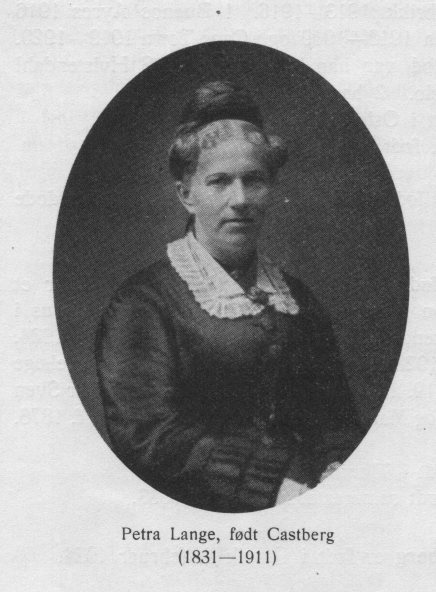 Petra Lange, født Castberg
(1831—1911)